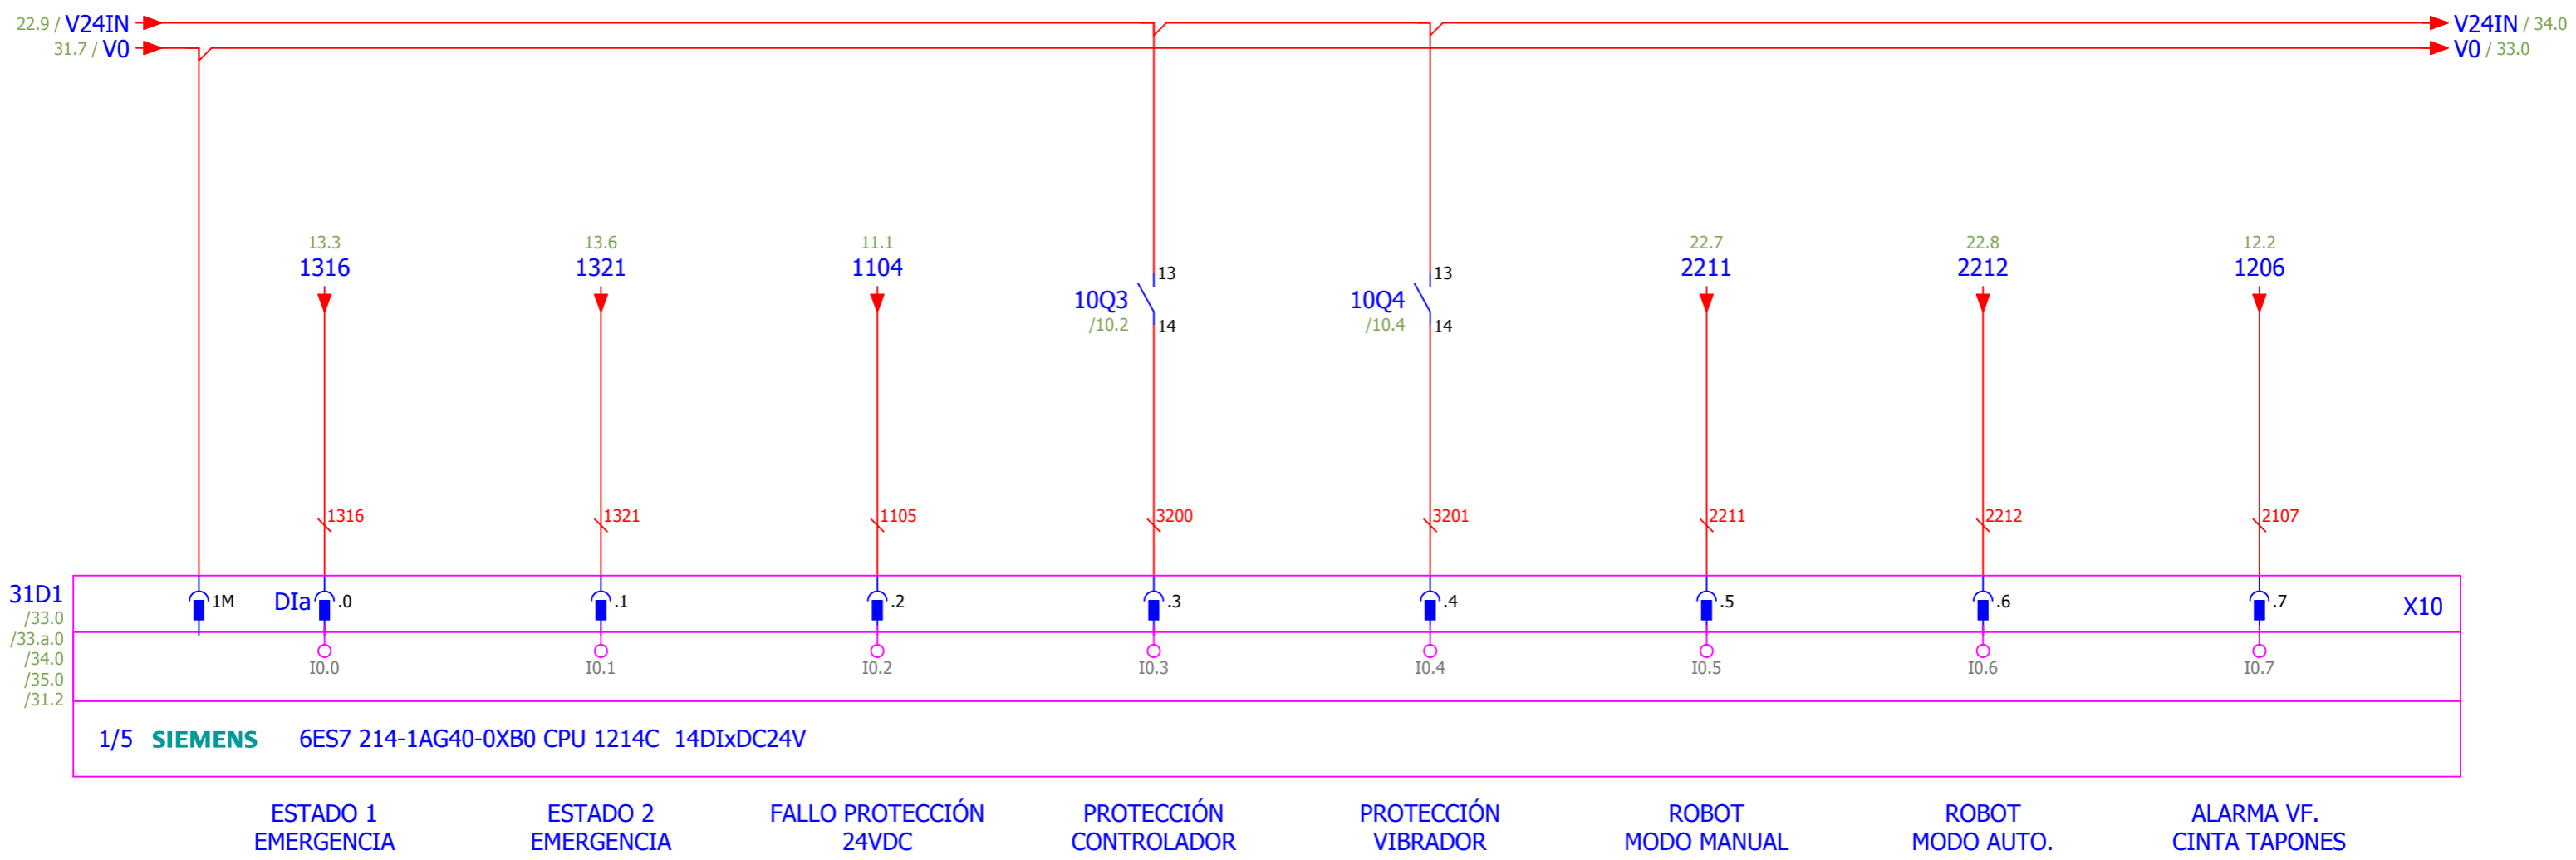 22.9 / V24IN
V24IN / 34.0
31.7 / V0
V0 / 33.0
13.3
1316
13.6
1321
11.1
1104
22.7
2211
22.8
2212
12.2
1206
10Q3
/10.2
13
14
10Q4
/10.4
13
14
1316
1321
1105
3200
3201
2211
2212
2107
31D1
/33.0
/33.a.0
/34.0
/35.0
/31.2
1M
DIa
.0
.1
.2
.3
.4
.5
.6
.7
X10
I0.0
I0.1
I0.2
I0.3
I0.4
I0.5
I0.6
I0.7
1/5 SIEMENS 6ES7 214-1AG40-0XB0 CPU 1214C 14DIxDC24V
ESTADO 1
EMERGENCIA
ESTADO 2
EMERGENCIA
FALLO PROTECCIÓN
24VDC
PROTECCIÓN
CONTROLADOR
PROTECCIÓN
VIBRADOR
ROBOT
MODO MANUAL
ROBOT
MODO AUTO.
ALARMA VF.
CINTA TAPONES